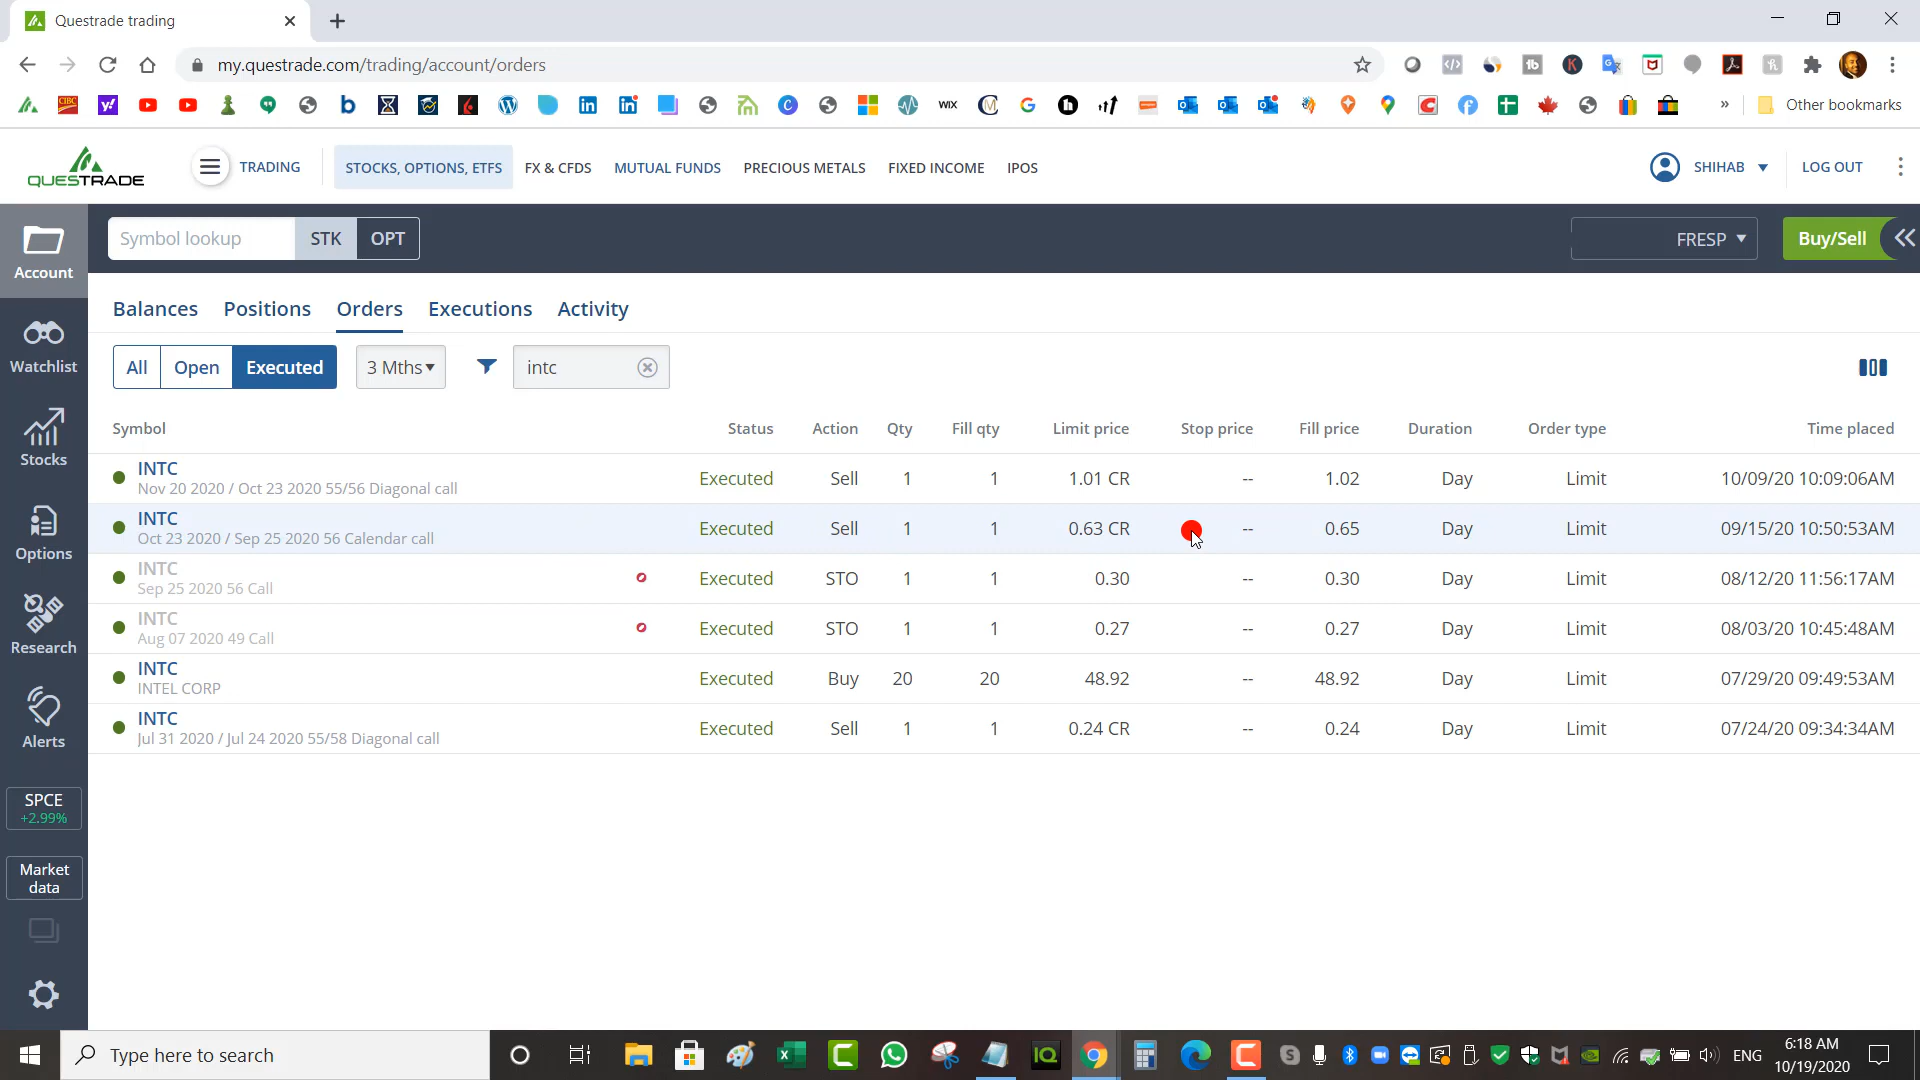 Questrade trading
my.questrade.com/trading/account/orders
CIBC
WIX
» Other bookmarks
QUESTRADE TRADING STOCKS, OPTIONS, ETFS FX & CFDS MUTUAL FUNDS PRECIOUS METALS FIXED INCOME IPOS SHIHAB LOG OUT
Symbol lookup STK OPT FRESP Buy/Sell
Account
Watchlist
Stocks
Options
Research
Alerts
SPCE
+2.99%
Market
data
Balances Positions Orders Executions Activity
All Open Executed 3 Mths intc
Symbol Status Action Qty Fill qty Limit price Stop price Fill price Duration Order type Time placed
INTC Executed Sell 1 1 1.01 CR -- 1.02 Day Limit 10/09/20 10:09:06AM
Nov 20 2020 / Oct 23 2020 55/56 Diagonal call
INTC Executed Sell 1 1 0.63 CR -- 0.65 Day Limit 09/15/20 10:50:53AM
Oct 23 2020 / Sep 25 2020 56 Calendar call
INTC Executed STO 1 1 0.30 -- 0.30 Day Limit 08/12/20 11:56:17AM
Sep 25 2020 56 Call
INTC Executed STO 1 1 0.27 -- 0.27 Day Limit 08/03/20 10:45:48AM
Aug 07 2020 49 Call
INTC Executed Buy 20 20 48.92 -- 48.92 Day Limit 07/29/20 09:49:53AM
INTEL CORP
INTC Executed Sell 1 1 0.24 CR -- 0.24 Day Limit 07/24/20 09:34:34AM
Jul 31 2020 / Jul 24 2020 55/58 Diagonal call
Type here to search IQ ENG 6:18 AM
10/19/2020